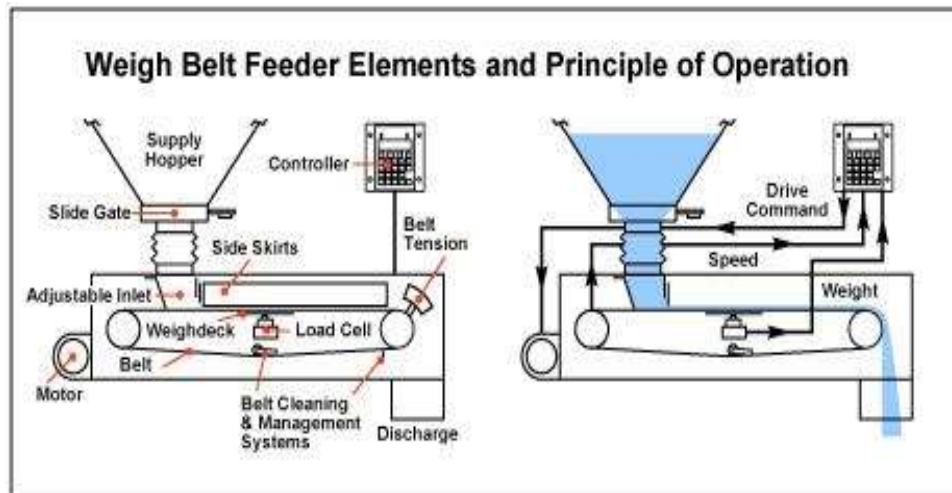 Weigh Belt Feeder Elements and Principle of Operation
Supply
Hopper
Controller
Slide Gate
Side Skirts
Belt
Tension
Adjustable Inlet
Weighdeck
Load Cell
Belt
Motor
Belt Cleaning
& Management
Systems
Discharge
Drive
Command
Speed
Weight